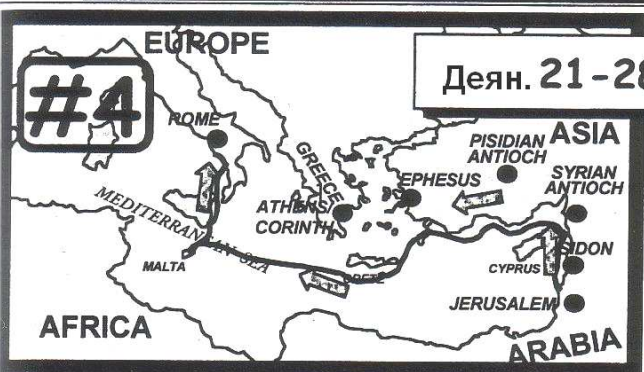 EUROPE
#4
Деян. 21-28
ROME
ASIA
PISIDIAN
ANTIOCH
SYRIAN
ANTIOCH
GREECE
EPHESUS
ATHENS
CORINTH
MEDITERRANEAN SEA
MALTA
CRETE
CYPRUS
SIDON
JERUSALEM
AFRICA
ARABIA